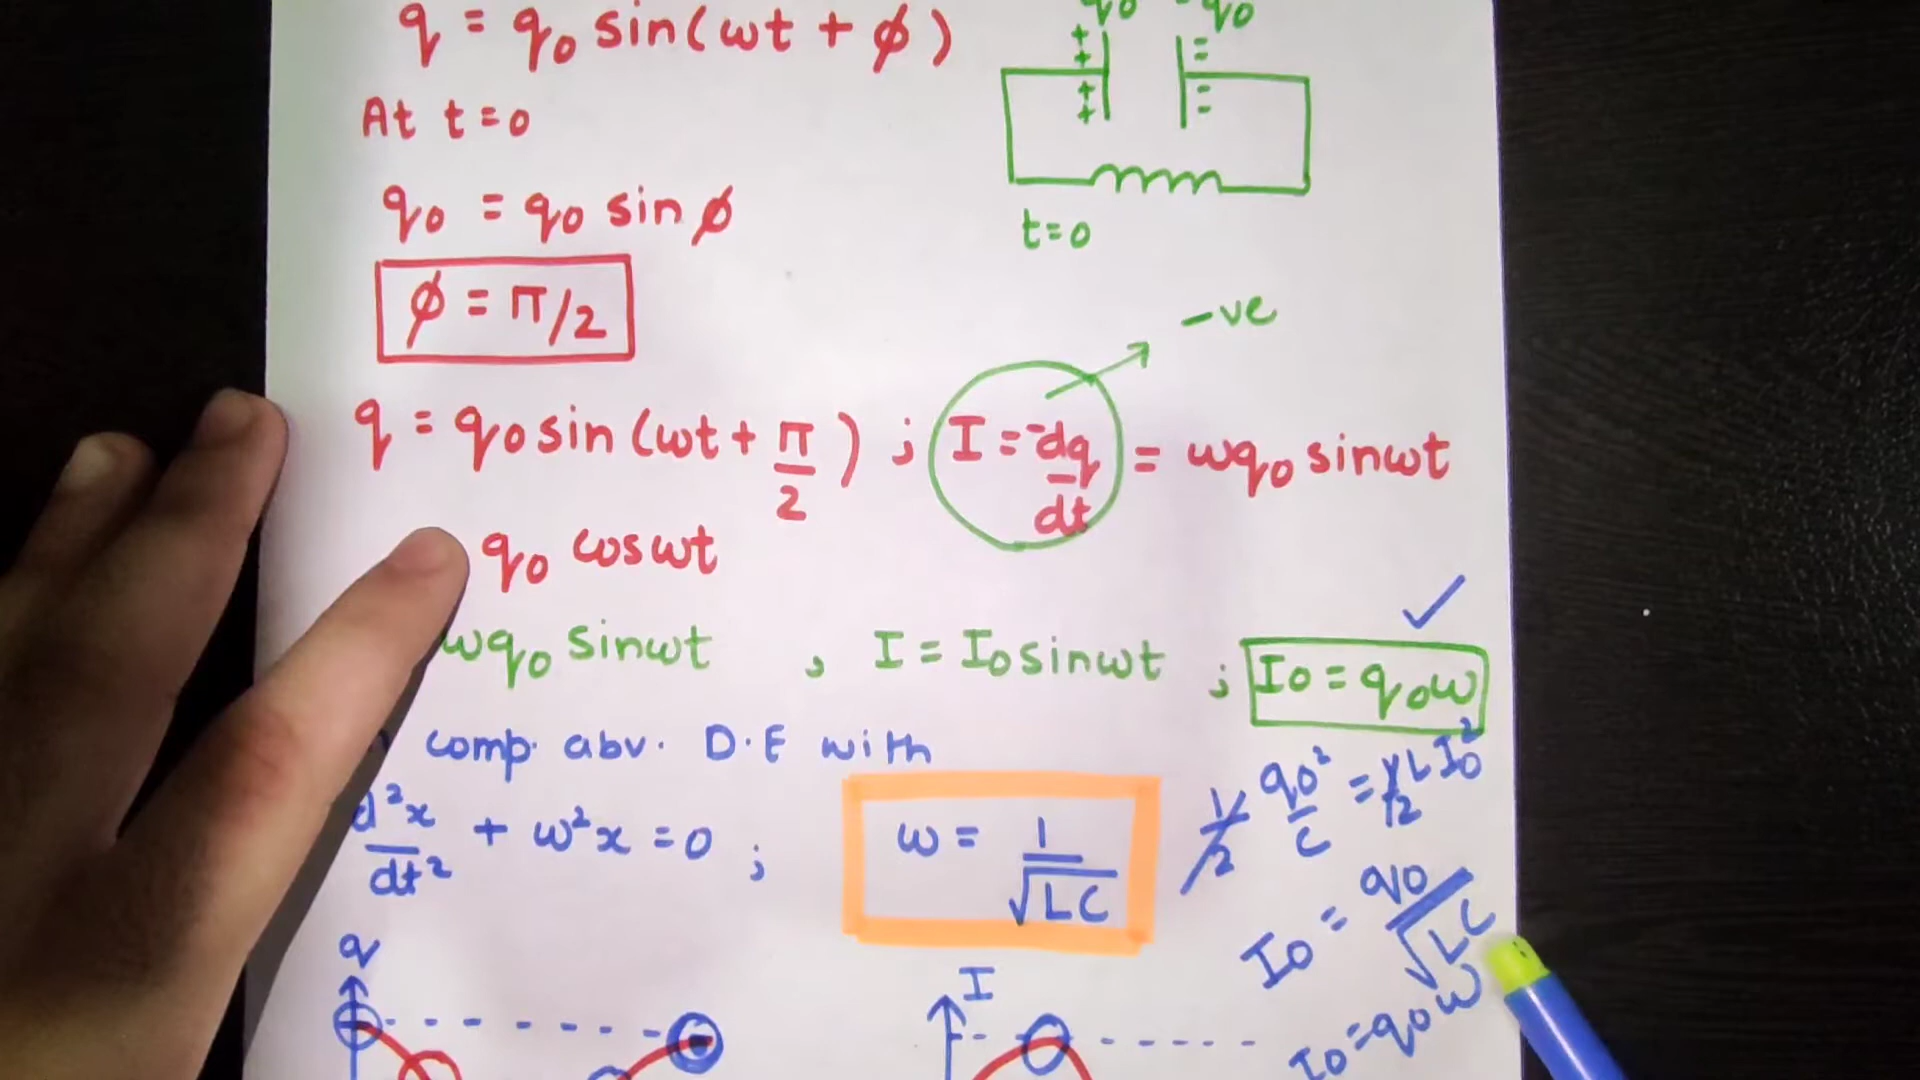 q = q₀ sin(ωt + ϕ)
q₀ - q₀
+ +
+ +
= =
At t=0
q₀ = q₀ sin ϕ
t=0
ϕ = π/2
-ve
q = q₀ sin (ωt + π/2) ; I = -dq/dt = ωq₀ sinωt
q₀ cosωt
ωq₀ sinωt , I = I₀ sinωt ; I₀ = q₀ω
comp. abv. D.E with
d²x/dt² + ω²x = 0 ; ω = 1/√LC
1/2 q₀²/C = 1/2 L I₀²
I₀ = q₀/√LC
I₀ = q₀ω
q
I